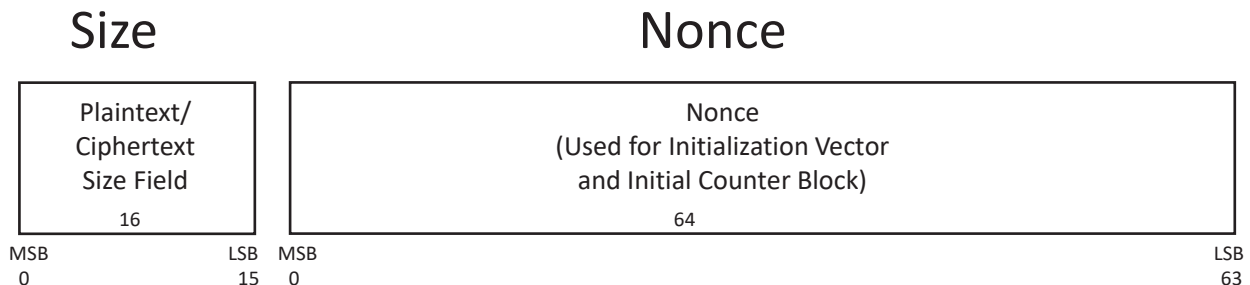 Size Nonce
Plaintext/
Ciphertext
Size Field
16
Nonce
(Used for Initialization Vector
and Initial Counter Block)
64
MSB LSB MSB LSB
0 15 0 63